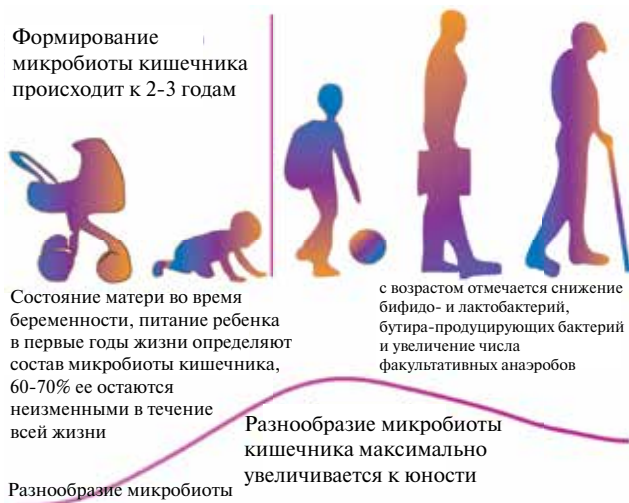 Формирование
микробиоты кишечника
происходит к 2-3 годам
Состояние матери во время
беременности, питание ребенка
в первые годы жизни определяют
состав микробиоты кишечника,
60-70% ее остаются
неизменными в течение
всей жизни
с возрастом отмечается снижение
бифидо- и лактобактерий,
бутира-продуцирующих бактерий
и увеличение числа
факультативных анаэробов
Разнообразие микробиоты
кишечника максимально
увеличивается к юности
Разнообразие микробиоты